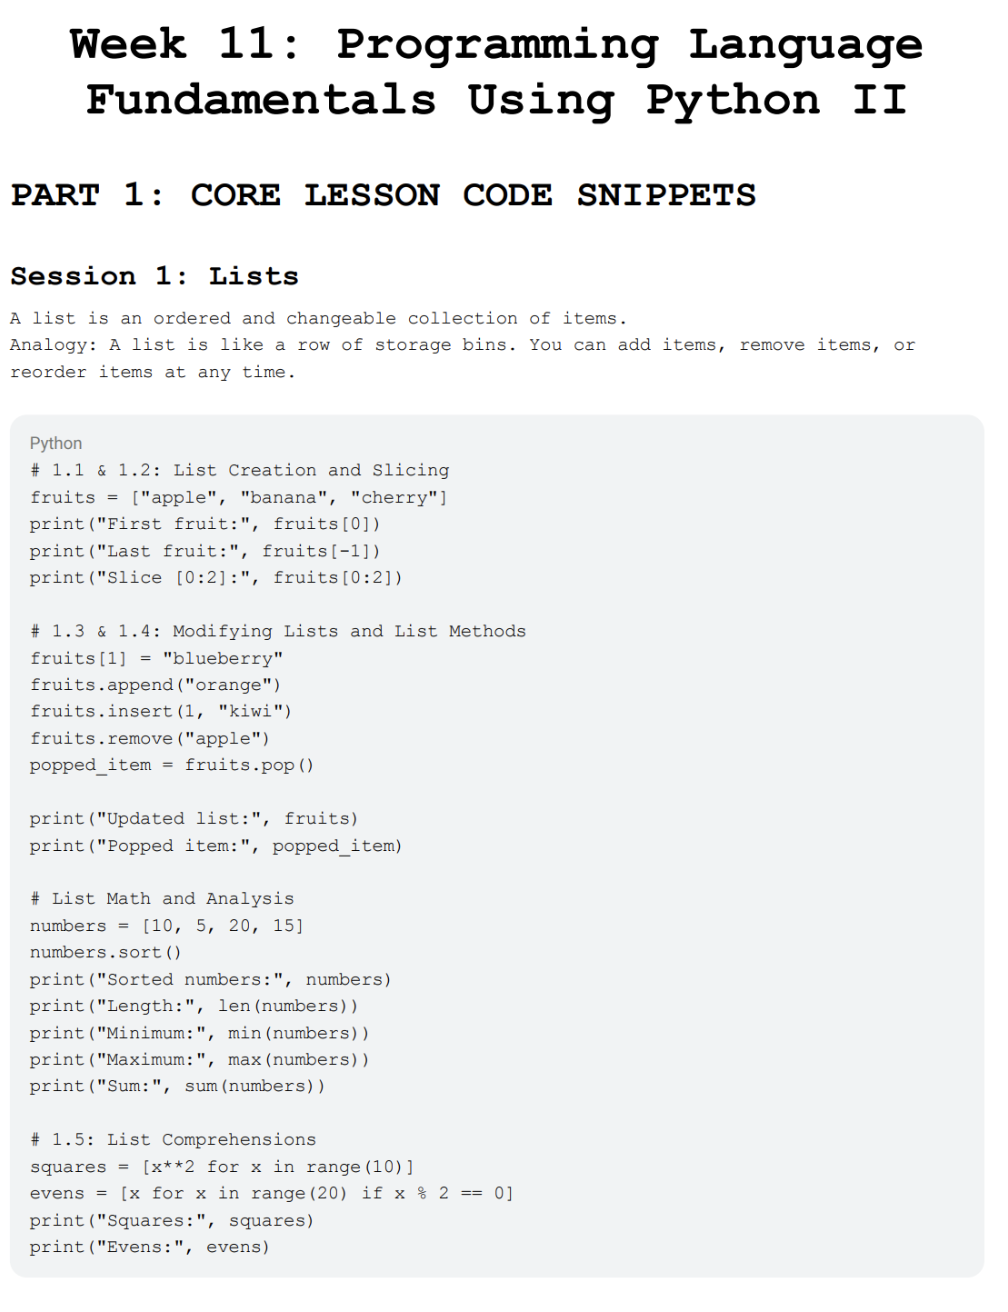 Week 11: Programming Language
Fundamentals Using Python II
PART 1: CORE LESSON CODE SNIPPETS
Session 1: Lists
A list is an ordered and changeable collection of items.
Analogy: A list is like a row of storage bins. You can add items, remove items, or
reorder items at any time.
Python
# 1.1 & 1.2: List Creation and Slicing
fruits = ["apple", "banana", "cherry"]
print("First fruit:", fruits[0])
print("Last fruit:", fruits[-1])
print("Slice [0:2]:", fruits[0:2])
# 1.3 & 1.4: Modifying Lists and List Methods
fruits[1] = "blueberry"
fruits.append("orange")
fruits.insert(1, "kiwi")
fruits.remove("apple")
popped_item = fruits.pop()
print("Updated list:", fruits)
print("Popped item:", popped_item)
# List Math and Analysis
numbers = [10, 5, 20, 15]
numbers.sort()
print("Sorted numbers:", numbers)
print("Length:", len(numbers))
print("Minimum:", min(numbers))
print("Maximum:", max(numbers))
print("Sum:", sum(numbers))
# 1.5: List Comprehensions
squares = [x**2 for x in range(10)]
evens = [x for x in range(20) if x % 2 == 0]
print("Squares:", squares)
print("Evens:", evens)